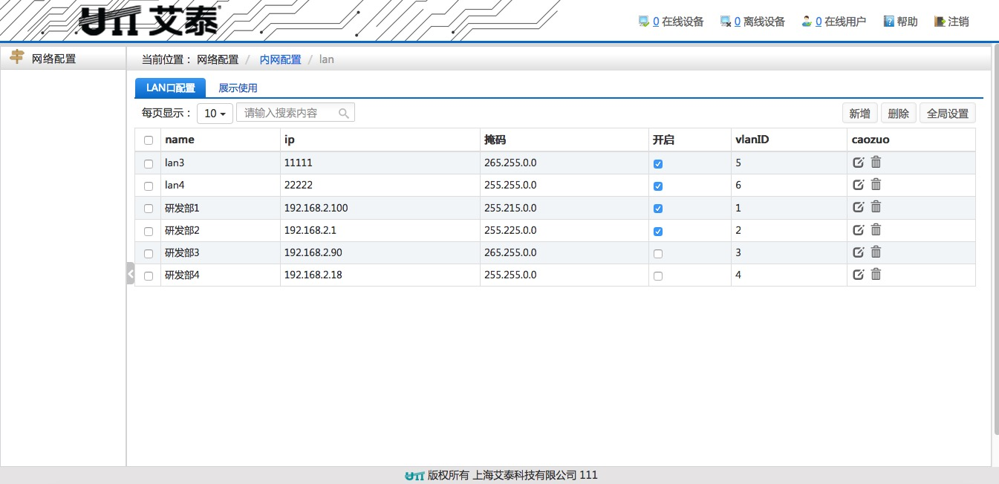 UTT 艾泰®
0 在线设备 0 离线设备 0 在线用户 帮助 注销
网络配置
当前位置： 网络配置 / 内网配置 / lan
LAN口配置 展示使用
每页显示： 10 请输入搜索内容 新增 删除 全局设置
name ip 掩码 开启 vlanID caozuo
lan3 11111 265.255.0.0 5
lan4 22222 255.255.0.0 6
研发部1 192.168.2.100 255.215.0.0 1
研发部2 192.168.2.1 255.225.0.0 2
研发部3 192.168.2.90 265.255.0.0 3
研发部4 192.168.2.18 255.255.0.0 4
UTT 版权所有 上海艾泰科技有限公司 111